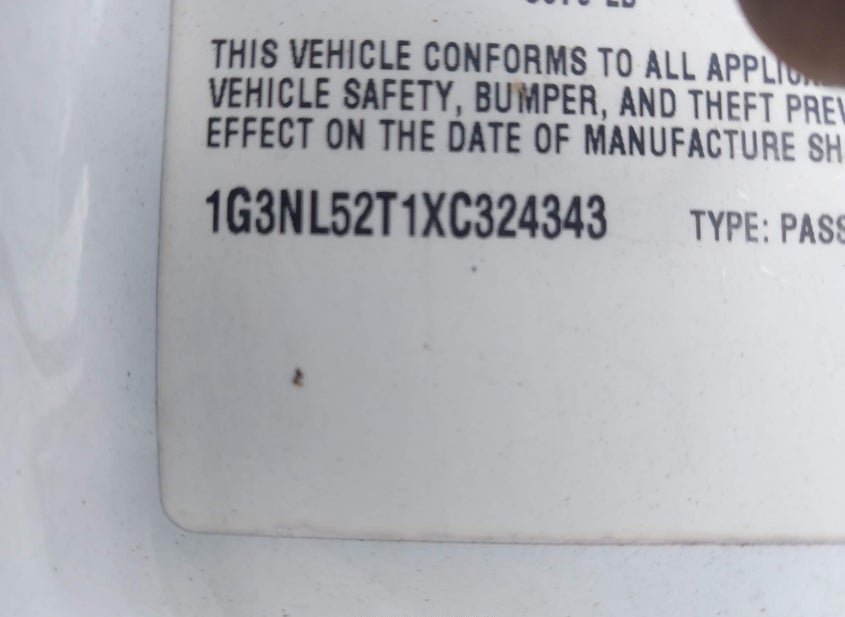 THIS VEHICLE CONFORMS TO ALL
VEHICLE SAFETY, BUMPER, AND THEFT
EFFECT ON THE DATE OF MANUFACTURE
1G3NL52T1XC324343 TYPE: